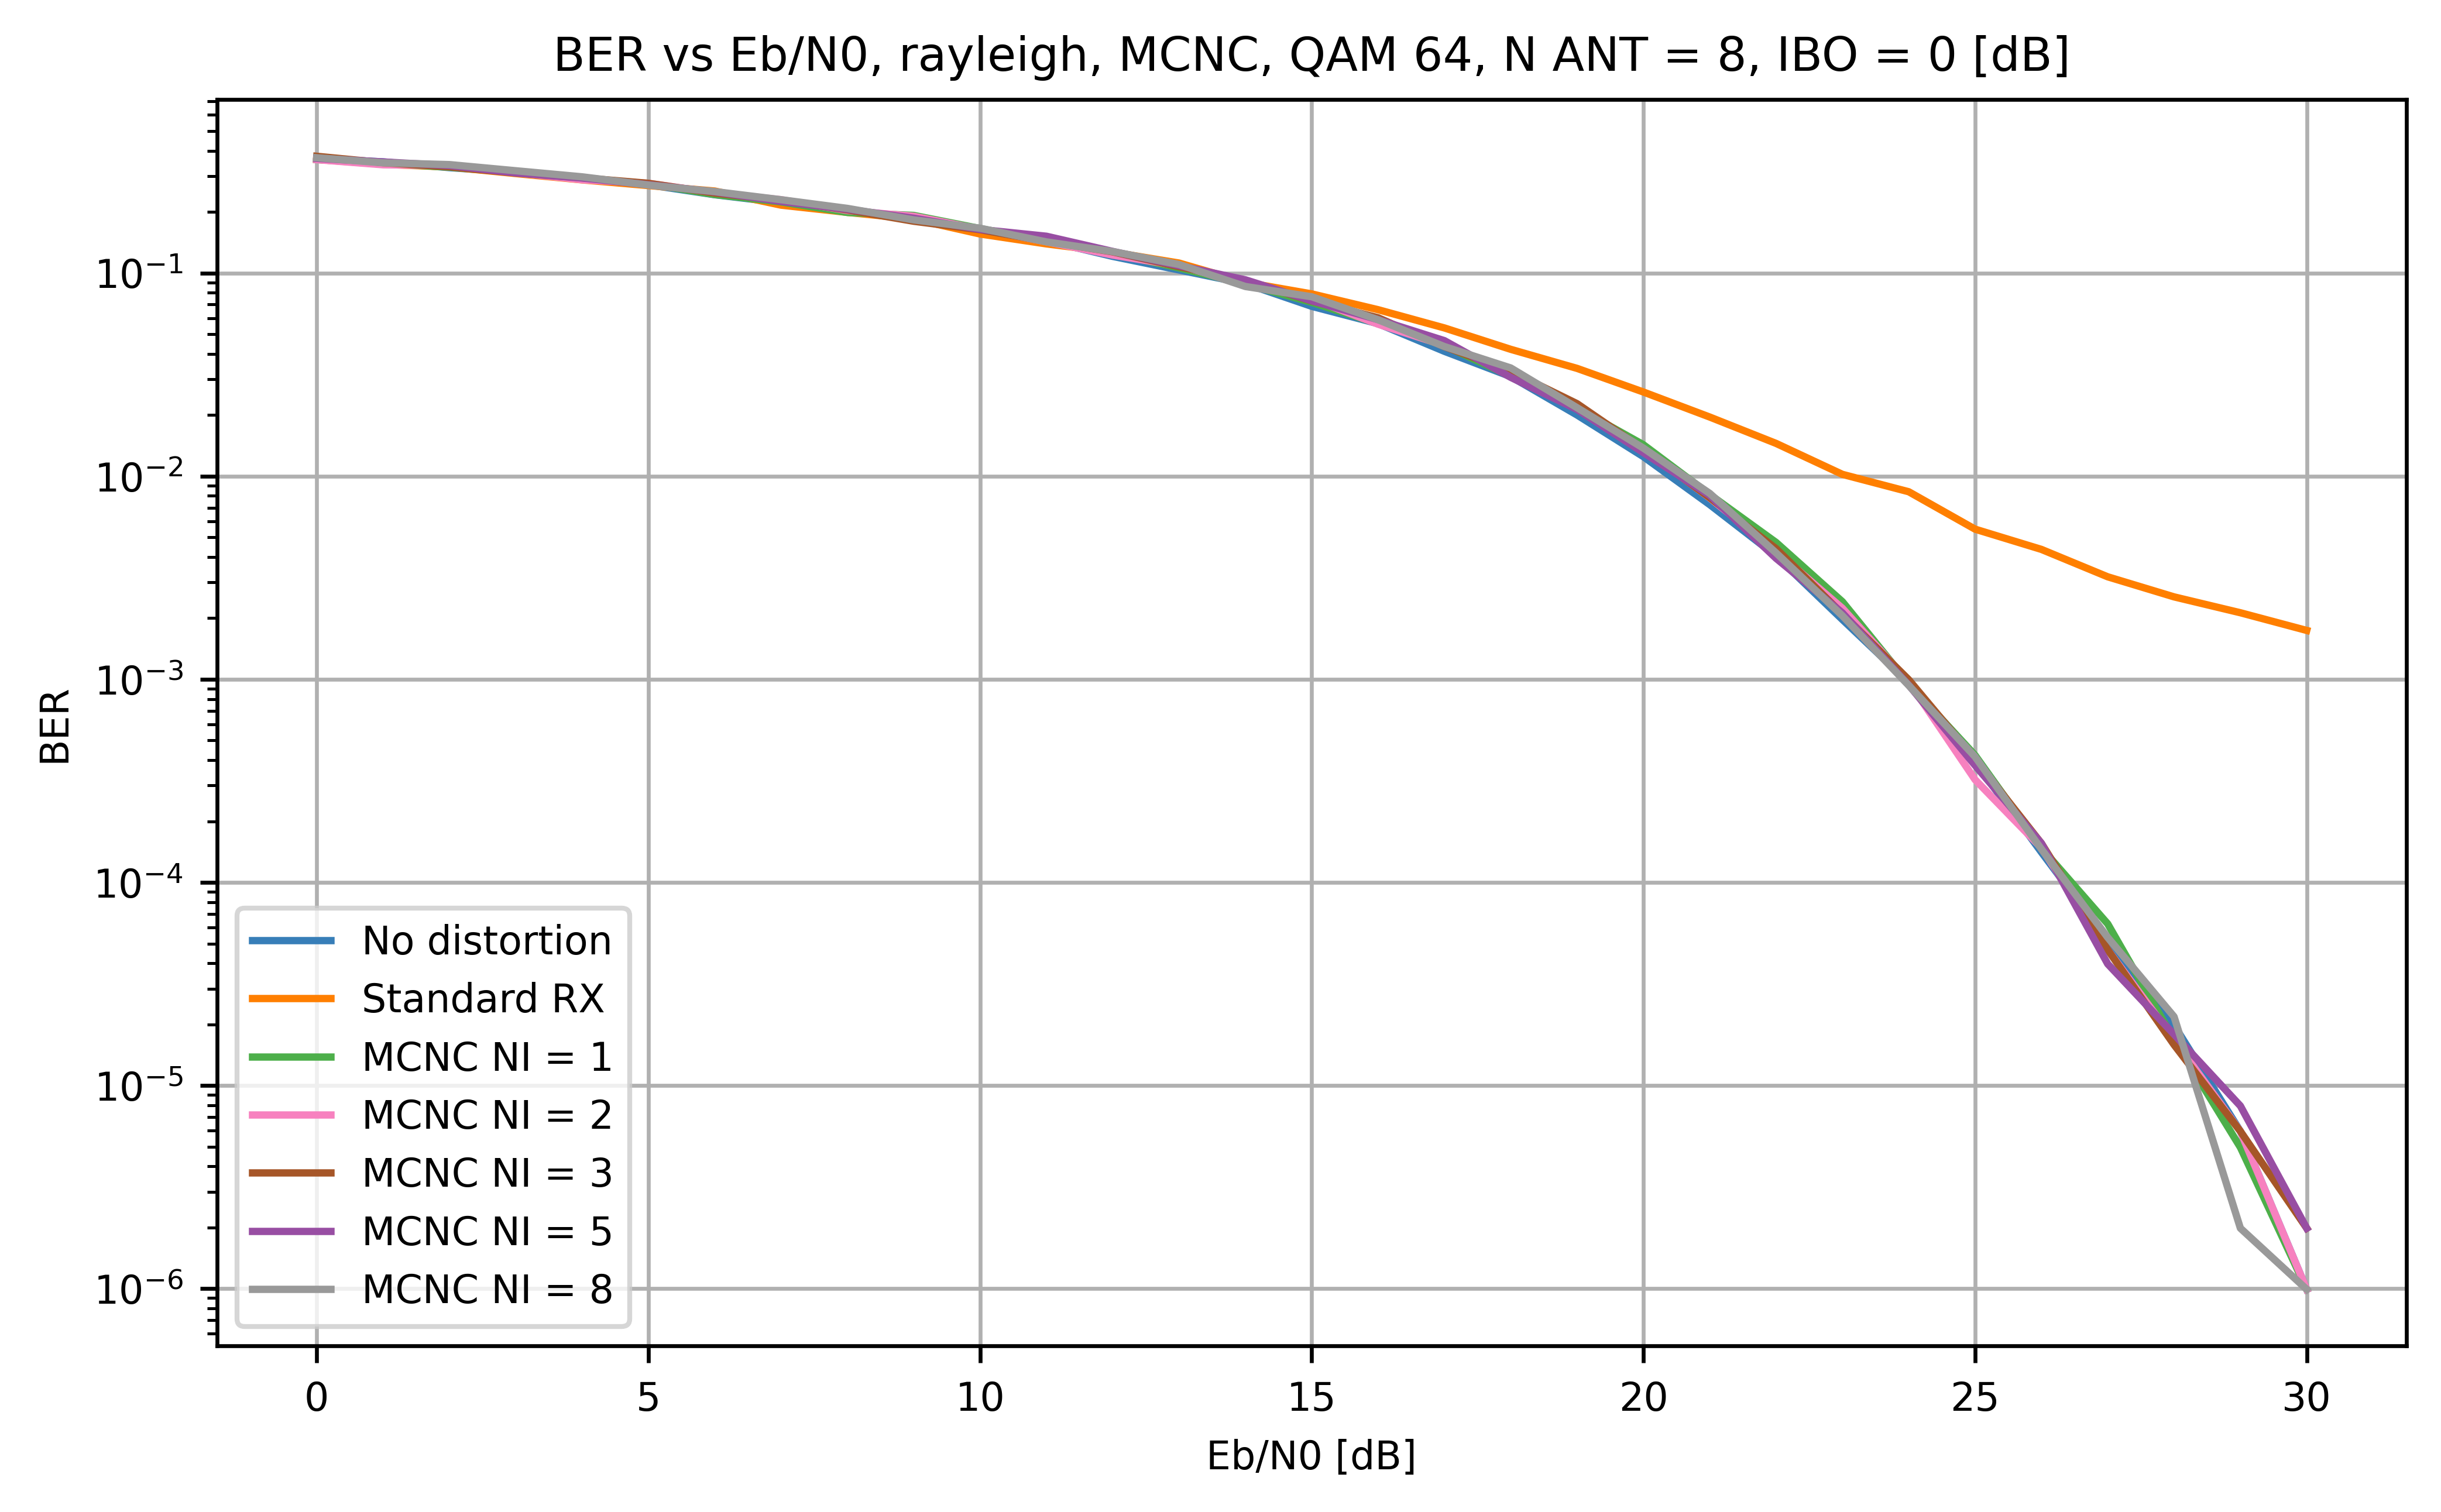 BER vs Eb/N0, rayleigh, MCNC, QAM 64, N ANT = 8, IBO = 0 [dB]
10⁻¹
10⁻²
10⁻³
10⁻⁴
10⁻⁵
10⁻⁶
BER
No distortion
Standard RX
MCNC NI = 1
MCNC NI = 2
MCNC NI = 3
MCNC NI = 5
MCNC NI = 8
0 5 10 15 20 25 30
Eb/N0 [dB]